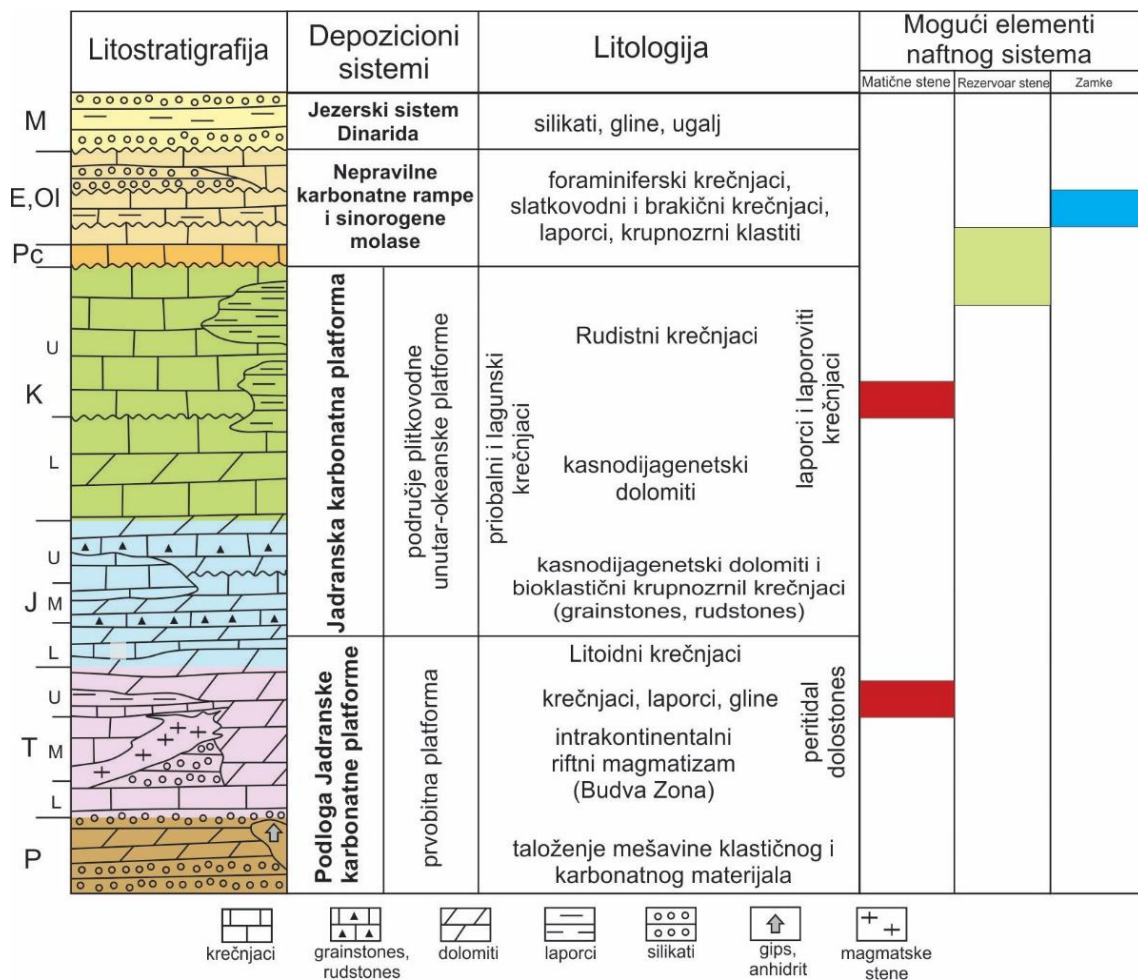 Litostratigrafija
Depozicioni
sistemi
Litologija
Mogući elementi
naftnog sistema
Matične stene
Rezervoar stene
Zamke
M
Jezerski sistem
Dinarida
silikati, gline, ugalj
E,Ol
Nepravilne
karbonatne rampe
i sinorogene
molase
foraminiferski krečnjaci,
slatkovodni i brakični krečnjaci,
laporci, krupnozrni klastiti
Pc
U
K
L
Jadranska karbonatna platforma
područje plitkovodne
unutar-okeanske platforme
priobalni i lagunski
krečnjaci
Rudistni krečnjaci
laporci i laporoviti
krečnjaci
kasnodijagenetski
dolomiti
U
J M
L
kasnodijagenetski dolomiti i
bioklastični krupnozrnil krečnjaci
(grainstones, rudstones)
Podloga Jadranske
karbonatne platforme
prvobitna platforma
Litoidni krečnjaci
U
T M
L
krečnjaci, laporci, gline
intrakontinentalni
riftni magmatizam
(Budva Zona)
peritidal
dolostones
P
taloženje mešavine klastičnog i
karbonatnog materijala
krečnjaci
grainstones,
rudstones
dolomiti
laporci
silikati
gips,
anhidrit
magmatske
stene